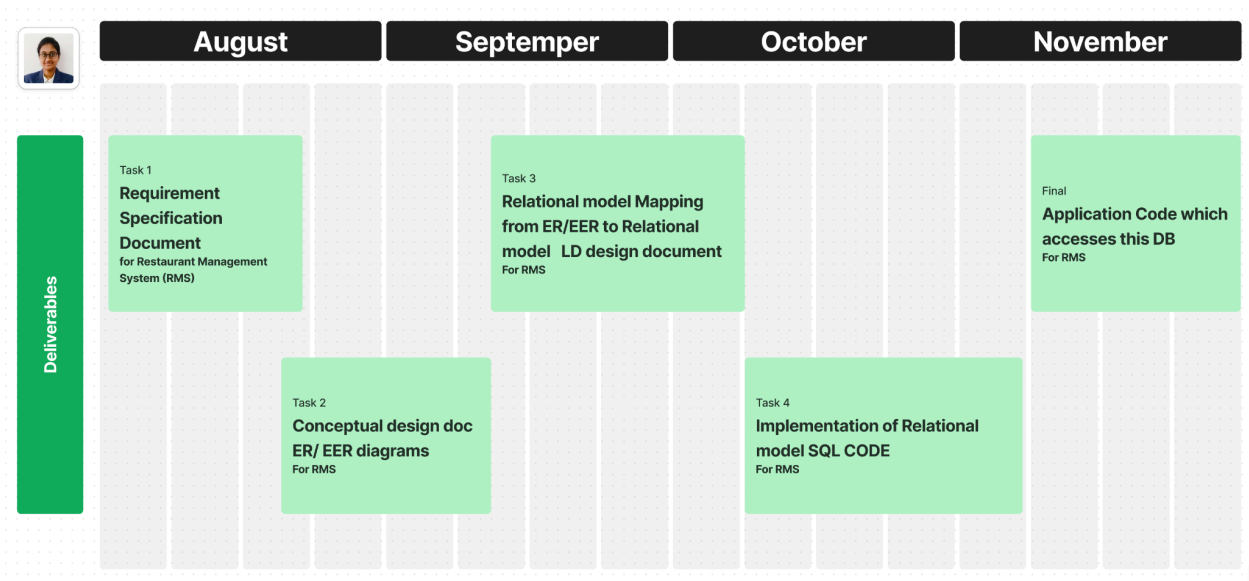 August
Septemper
October
November
Deliverables
Task 1
Requirement
Specification
Document
for Restaurant Management
System (RMS)
Task 2
Conceptual design doc
ER/ EER diagrams
For RMS
Task 3
Relational model Mapping
from ER/EER to Relational
model  LD design document
For RMS
Task 4
Implementation of Relational
model SQL CODE
For RMS
Final
Application Code which
accesses this DB
For RMS